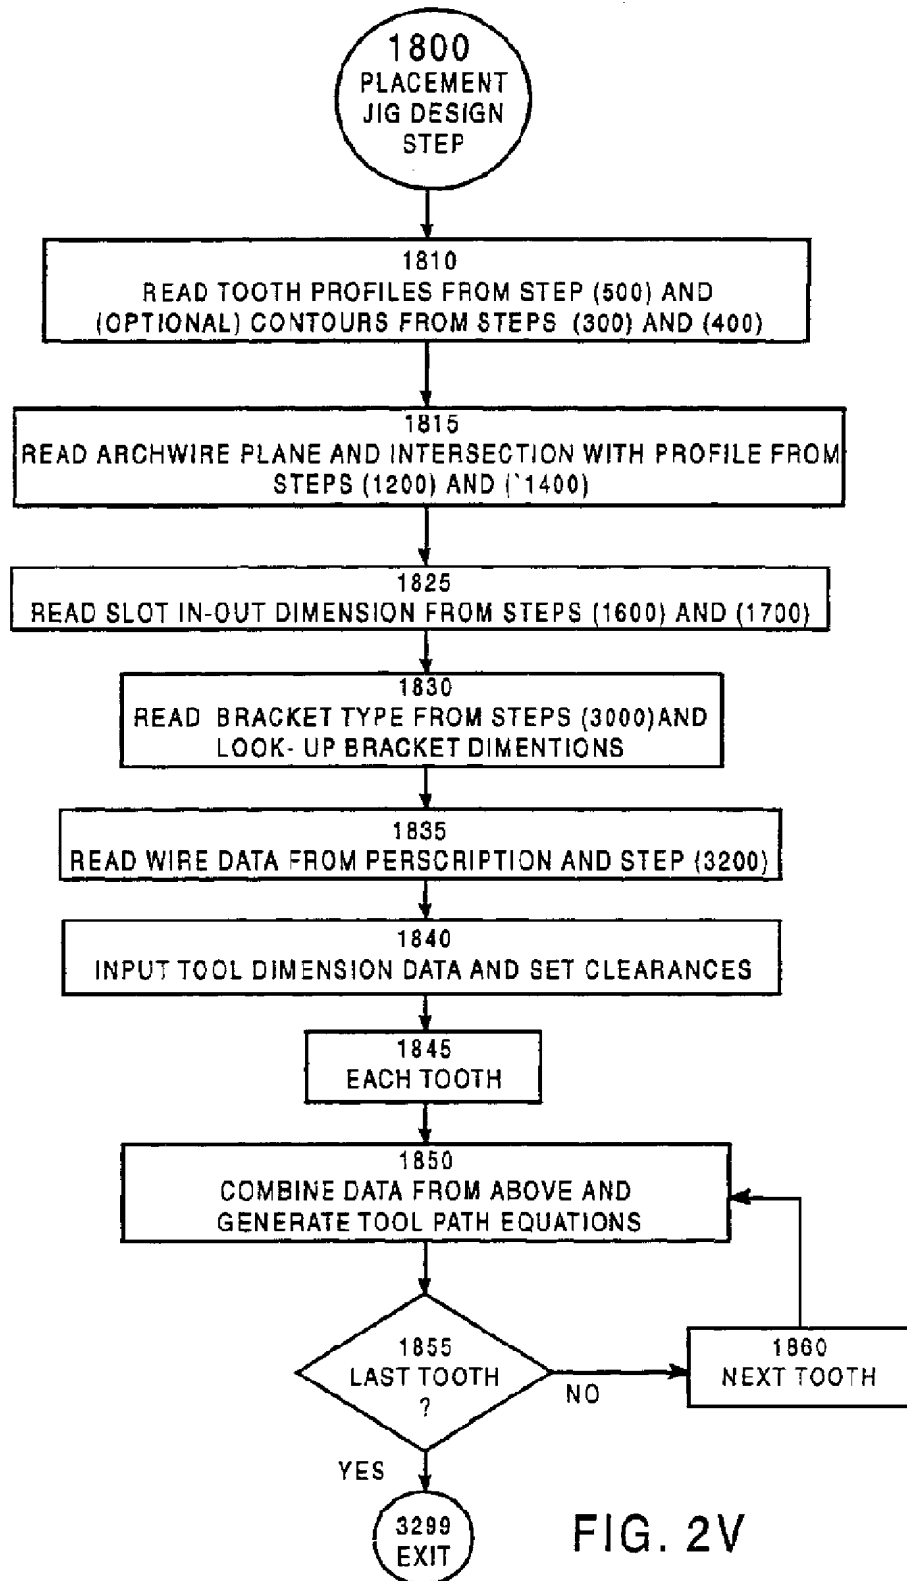 1800
PLACEMENT
JIG DESIGN
STEP
1810
READ TOOTH PROFILES FROM STEP (500) AND
(OPTIONAL) CONTOURS FROM STEPS (300) AND (400)
1815
READ ARCHWIRE PLANE AND INTERSECTION WITH PROFILE FROM
STEPS (1200) AND (`1400)
1825
READ SLOT IN-OUT DIMENSION FROM STEPS (1600) AND (1700)
1830
READ BRACKET TYPE FROM STEPS (3000)AND
LOOK-UP BRACKET DIMENTIONS
1835
READ WIRE DATA FROM PERSCRIPTION AND STEP (3200)
1840
INPUT TOOL DIMENSION DATA AND SET CLEARANCES
1845
EACH TOOTH
1850
COMBINE DATA FROM ABOVE AND
GENERATE TOOL PATH EQUATIONS
1855
LAST TOOTH
?
NO
1860
NEXT TOOTH
YES
3299
EXIT
FIG. 2V